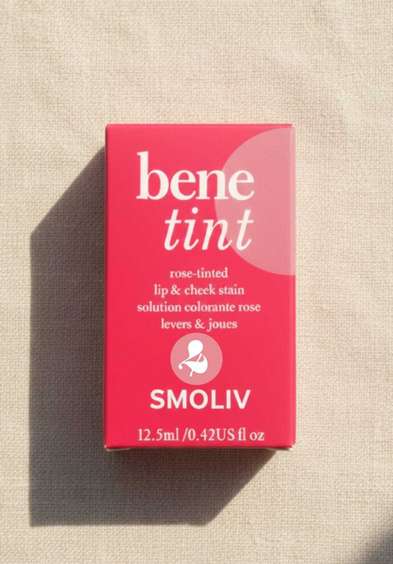 bene
tint
rose-tinted
lip & cheek stain
solution colorante rose
levers & joues
SMOLIV
12.5ml /0.42US fl oz